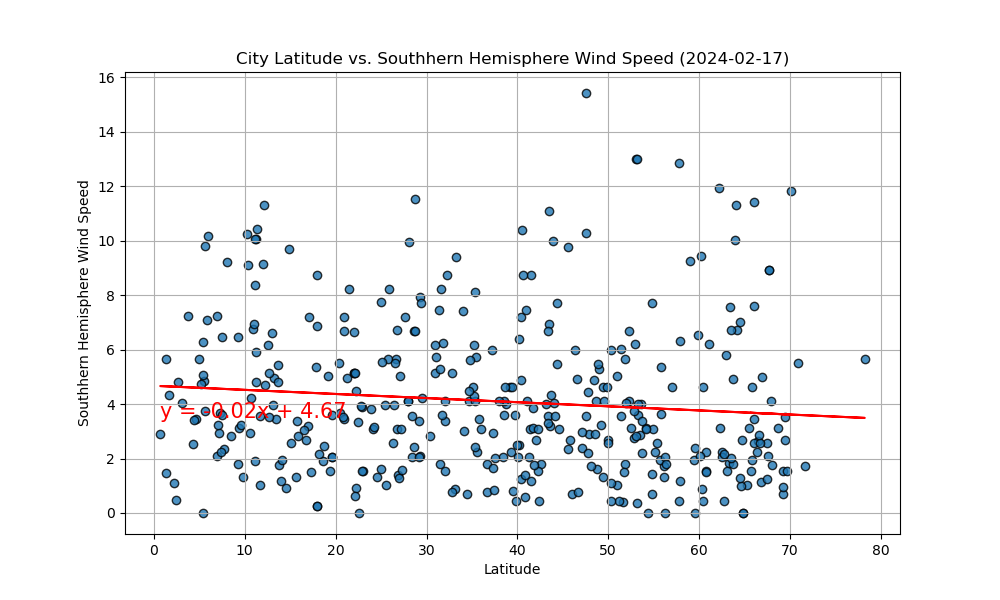 City Latitude vs. Southhern Hemisphere Wind Speed (2024-02-17)
Southhern Hemisphere Wind Speed
16
14
12
10
8
6
4
2
0
y = -0.02x + 4.67
0 10 20 30 40 50 60 70 80
Latitude